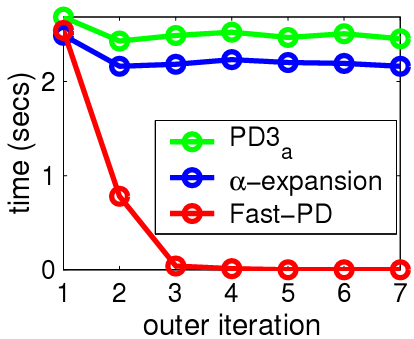 time (secs)
2
1
0
PD3a
α−expansion
Fast−PD
1 2 3 4 5 6 7
outer iteration